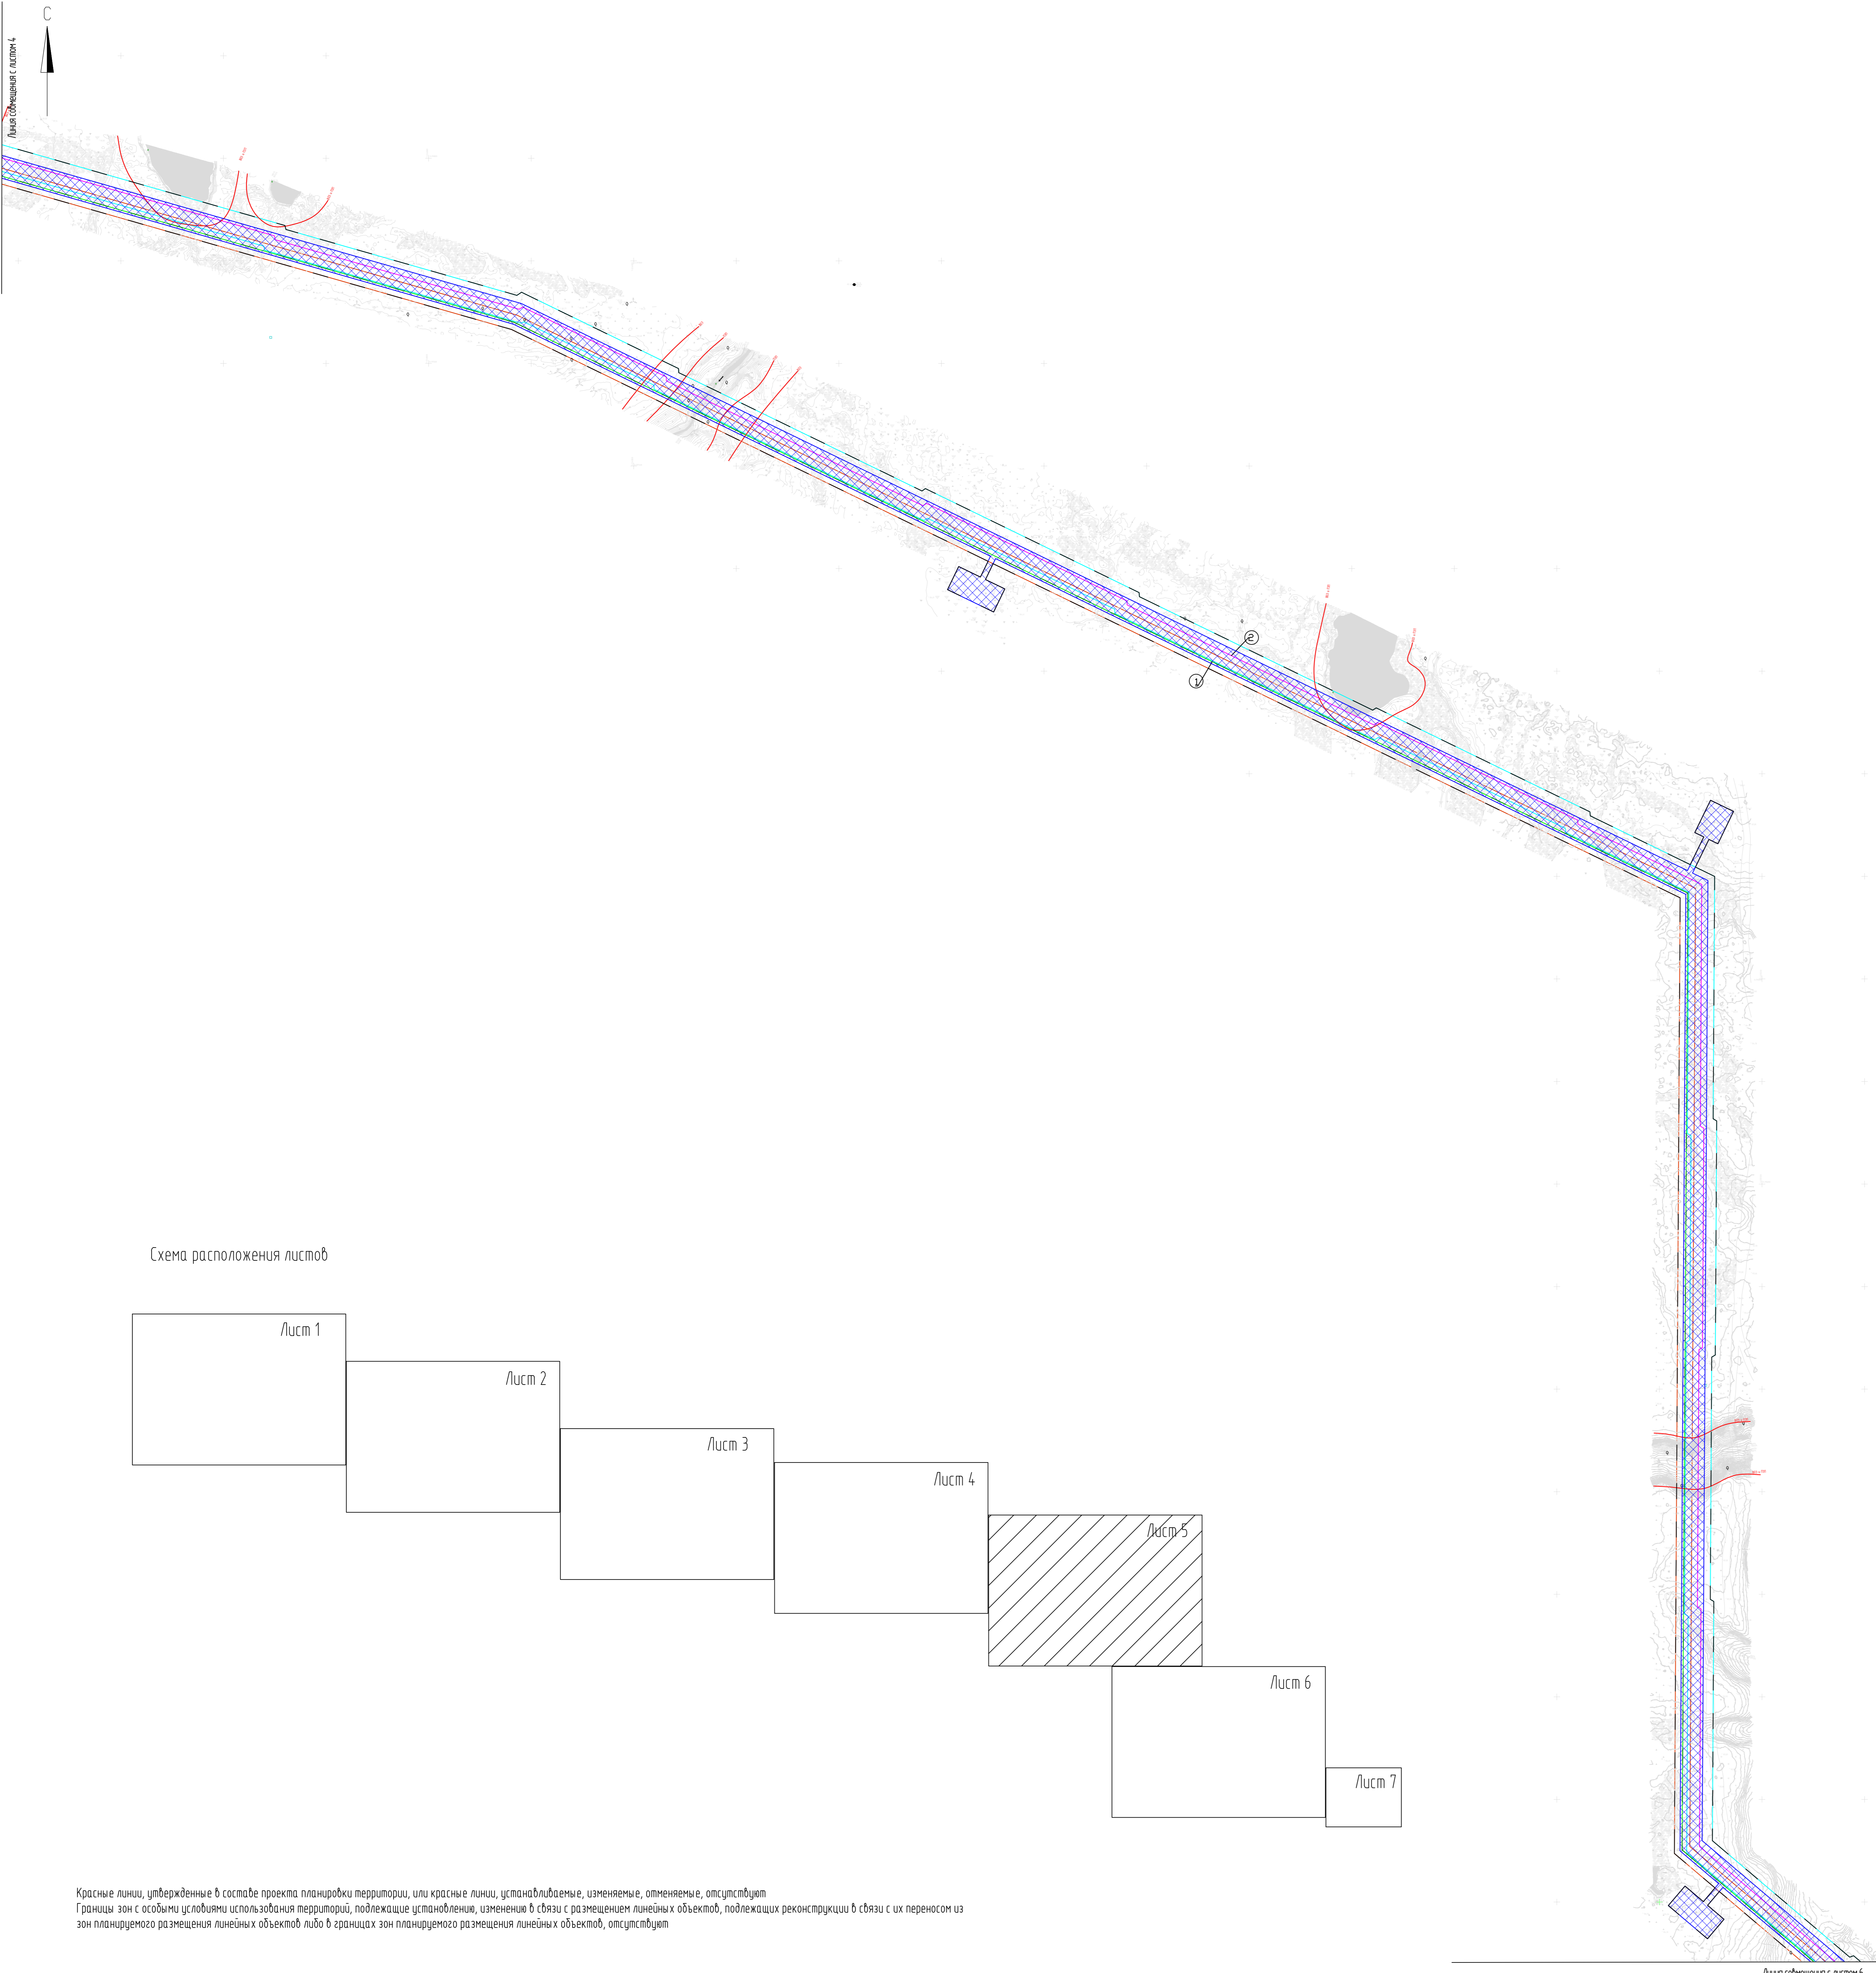 С
Линия совмещения с листом 4
2
1
Схема расположения листов
Лист 1
Лист 2
Лист 3
Лист 4
Лист 5
Лист 6
Лист 7
Красные линии, утвержденные в составе проекта планировки территории, или красные линии, устанавливаемые, изменяемые, отменяемые, отсутствуют
Границы зон с особыми условиями использования территорий, подлежащие установлению, изменению в связи с размещением линейных объектов, подлежащих реконструкции в связи с их переносом из
зон планируемого размещения линейных объектов либо в границах зон планируемого размещения линейных объектов, отсутствуют
Линия совмещения с листом 6